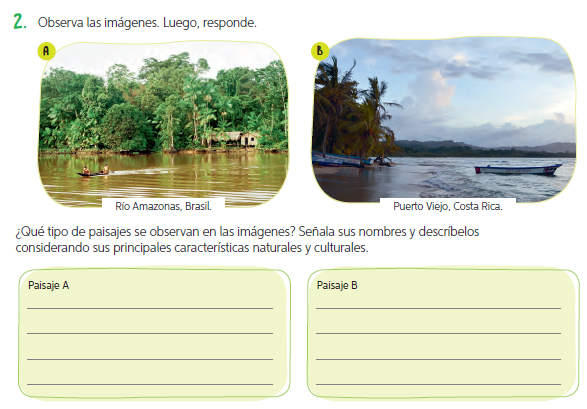 2. Observa las imágenes. Luego, responde.
A
B
Río Amazonas, Brasil.
Puerto Viejo, Costa Rica.
¿Qué tipo de paisajes se observan en las imágenes? Señala sus nombres y descríbelos
considerando sus principales características naturales y culturales.
Paisaje A
Paisaje B